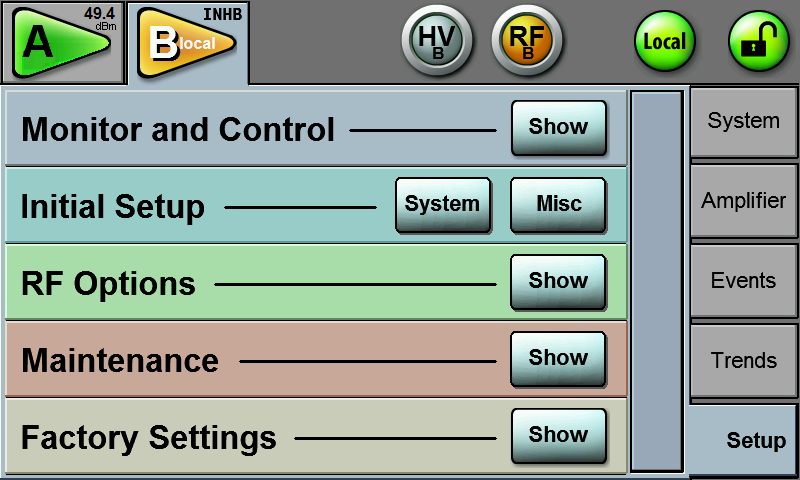 A 49.4 dBm
B local INHB
HV B
RF B
Local
Monitor and Control Show
Initial Setup System Misc
RF Options Show
Maintenance Show
Factory Settings Show
System
Amplifier
Events
Trends
Setup